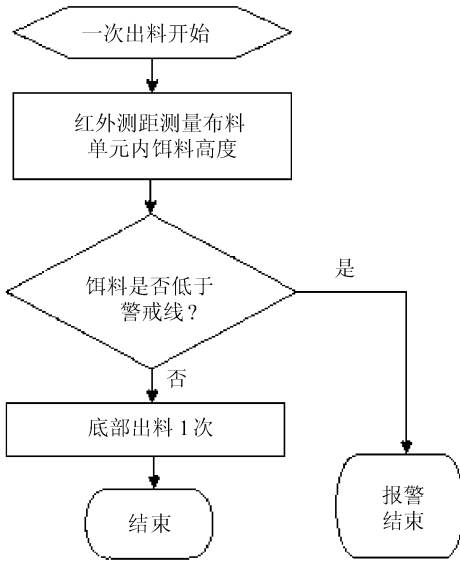 一次出料开始
红外测距测量布料
单元内饵料高度
饵料是否低于
警戒线?
是
否
底部出料1次
结束
报警
结束